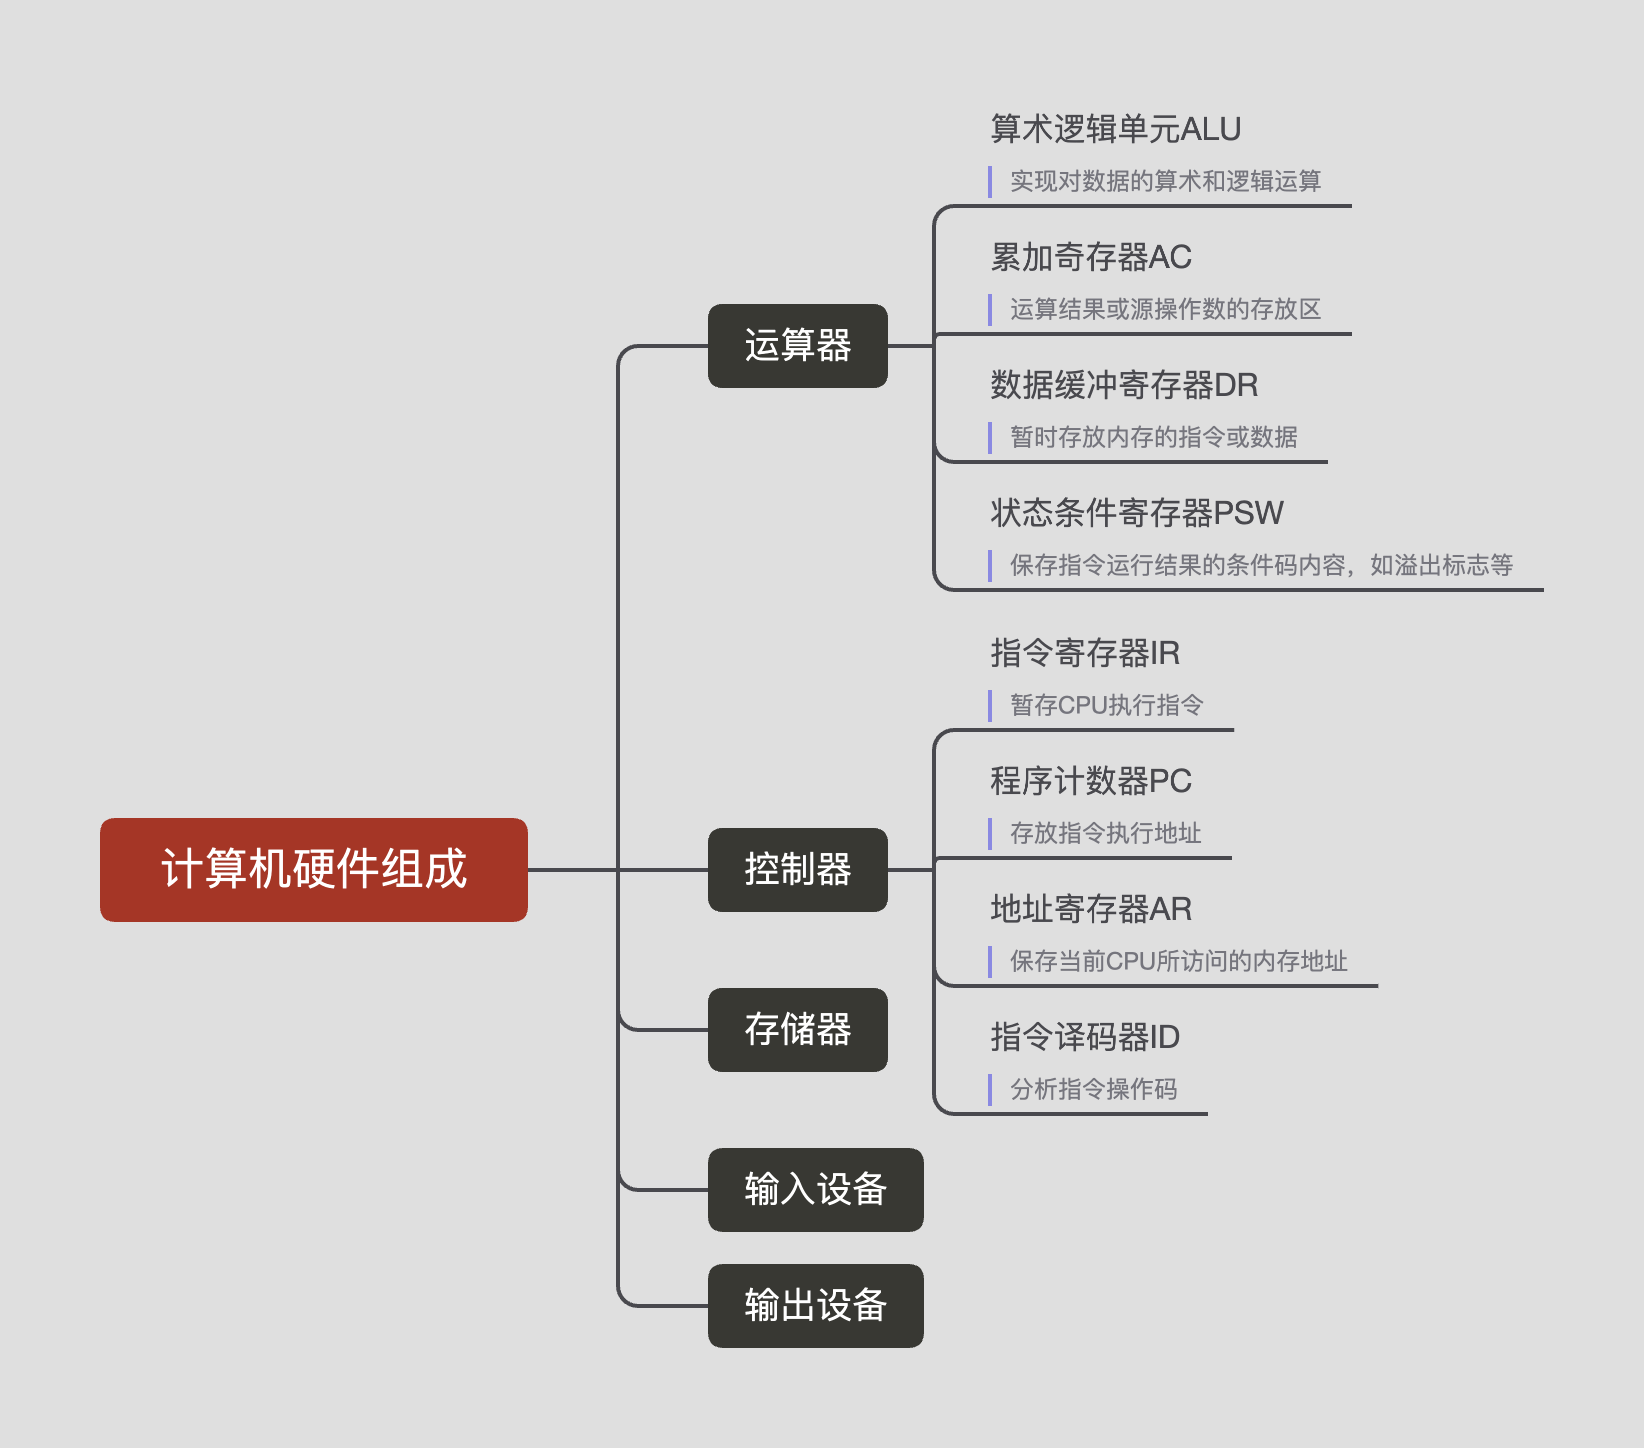 计算机硬件组成
运算器
算术逻辑单元ALU
实现对数据的算术和逻辑运算
累加奇存器AC
运算结果或源操作数的存放区
数据缓冲寄存器DR
暂时存放内存的指令或数据
状态条件寄存器PSW
保存指令运行结果的条件码内容，如溢出标志等
控制器
指令寄存器IR
暂存CPU执行指令
程序计数器PC
存放指令执行地址
地址寄存器AR
保存当前CPU所访问的内存地址
指令译码器ID
分析指令操作码
存储器
输入设备
输出设备